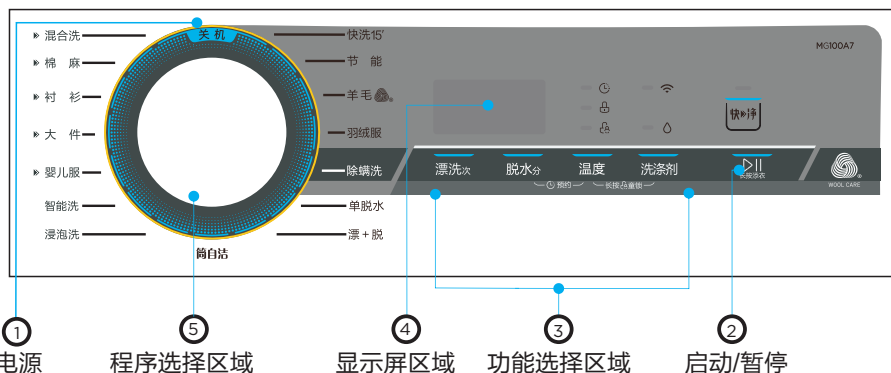 关 机
混合洗
棉 麻
衬 衫
大 件
婴儿服
智能洗
浸泡洗
筒自洁
快洗15'
节 能
羊毛
羽绒服
除螨洗
单脱水
漂+脱
MG100A7
快净
漂洗次
脱水分
温度
洗涤剂
预约
长按童锁
长按添衣
WOOL CARE
1
5
4
3
2
电源
程序选择区域
显示屏区域
功能选择区域
启动/暂停